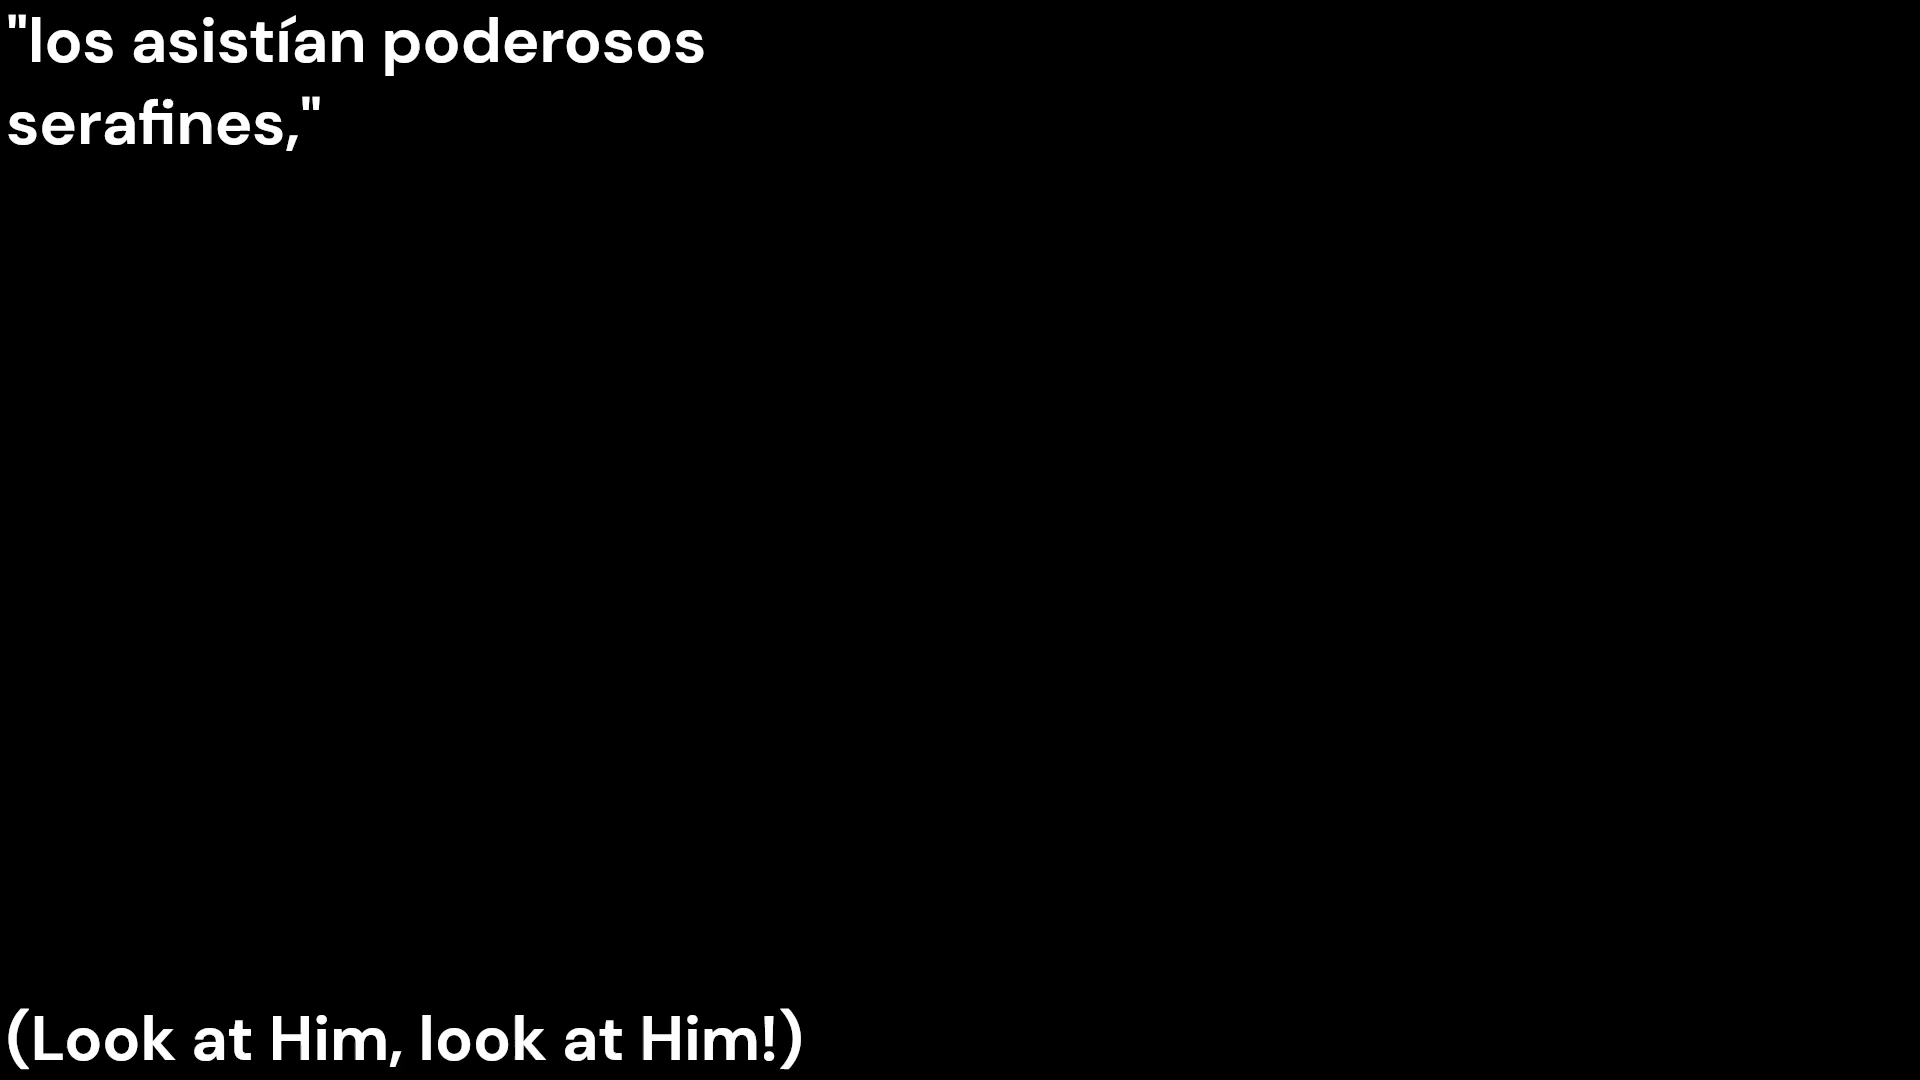 "los asistían poderosos
serafines,"
(Look at Him, look at Him!)